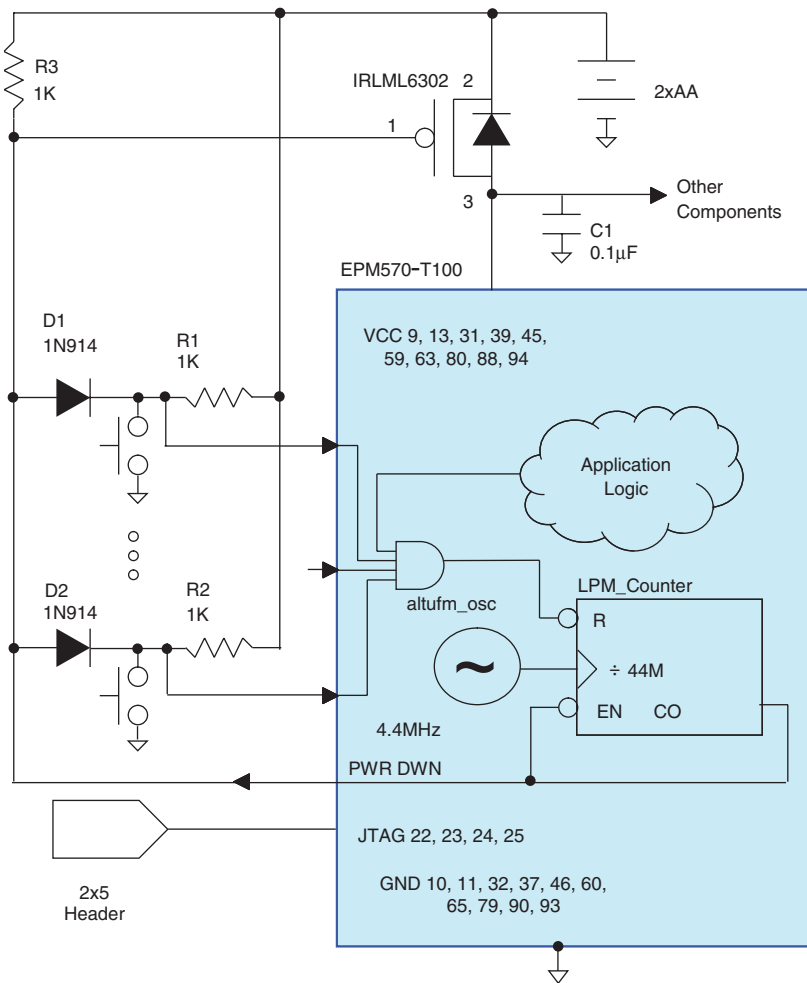 R3
1K
IRLML6302
2
1
3
2xAA
Other
Components
C1
0.1µF
EPM570-T100
D1
1N914
R1
1K
VCC 9, 13, 31, 39, 45,
59, 63, 80, 88, 94
Application
Logic
D2
1N914
R2
1K
altufm_osc
LPM_Counter
R
÷ 44M
EN
CO
~
4.4MHz
PWR DWN
JTAG 22, 23, 24, 25
2x5
Header
GND 10, 11, 32, 37, 46, 60,
65, 79, 90, 93